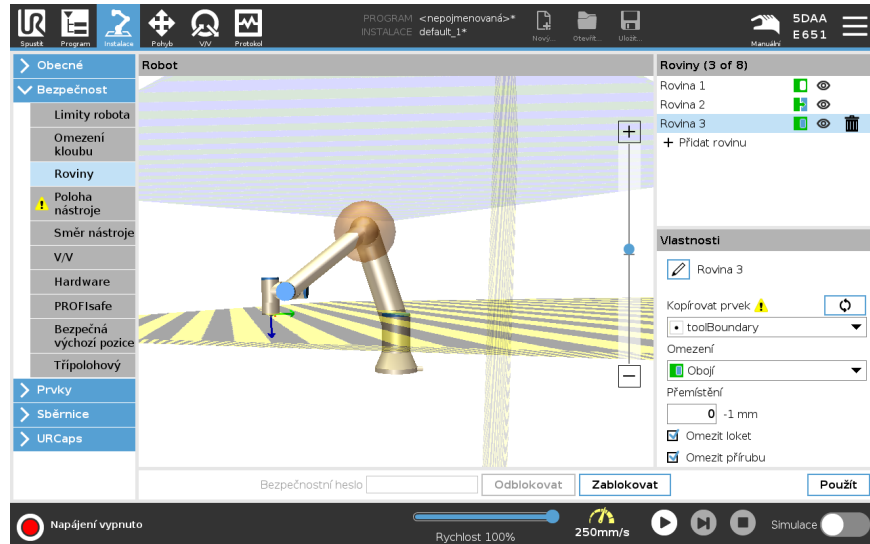 PROGRAM <nepojmenovaná>*
INSTALACE default_1*
Spustit
Program
Instalace
Pohyb
V/V
Protokol
Nový...
Otevřít...
Uložit...
Manuální
5DAA
E651
Obecné
Bezpečnost
Limity robota
Omezení
kloubu
Roviny
Poloha
nástroje
Směr nástroje
V/V
Hardware
PROFIsafe
Bezpečná
výchozí pozice
Třípolohový
Prvky
Sběrnice
URCaps
Robot
Roviny (3 of 8)
Rovina 1
Rovina 2
Rovina 3
+ Přidat rovinu
Vlastnosti
Rovina 3
Kopírovat prvek
toolBoundary
Omezení
Obojí
Přemístění
0 -1 mm
Omezit loket
Omezit přírubu
Bezpečnostní heslo
Odblokovat
Zablokovat
Použít
Napájení vypnuto
Rychlost 100%
250mm/s
Simulace